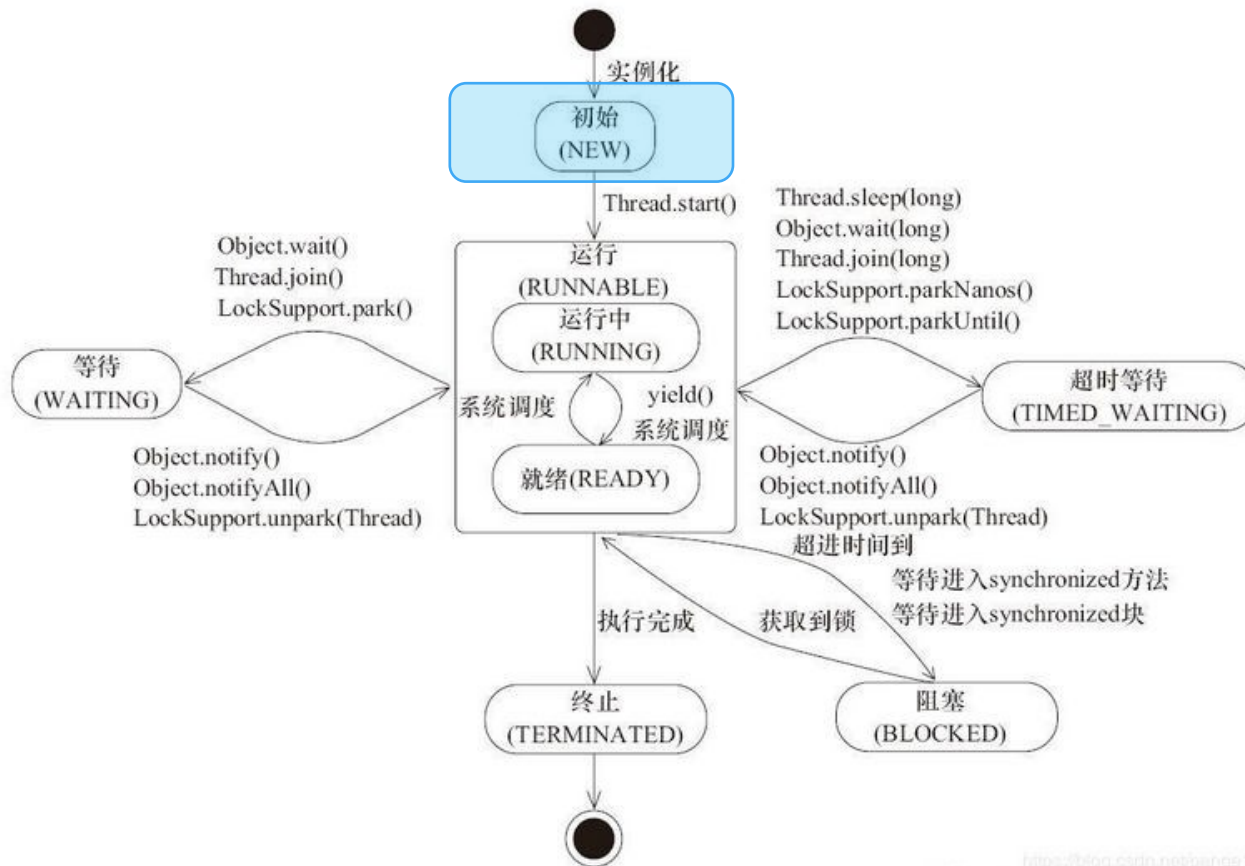 实例化
初始
(NEW)
Thread.start()
Object.wait()
Thread.join()
LockSupport.park()
Thread.sleep(long)
Object.wait(long)
Thread.join(long)
LockSupport.parkNanos()
LockSupport.parkUntil()
运行
(RUNNABLE)
运行中
(RUNNING)
等待
(WAITING)
超时等待
(TIMED_WAITING)
系统调度
yield()
系统调度
就绪(READY)
Object.notify()
Object.notifyAll()
LockSupport.unpark(Thread)
Object.notify()
Object.notifyAll()
LockSupport.unpark(Thread)
超进时间到
等待进入synchronized方法
等待进入synchronized块
执行完成
获取到锁
终止
(TERMINATED)
阻塞
(BLOCKED)